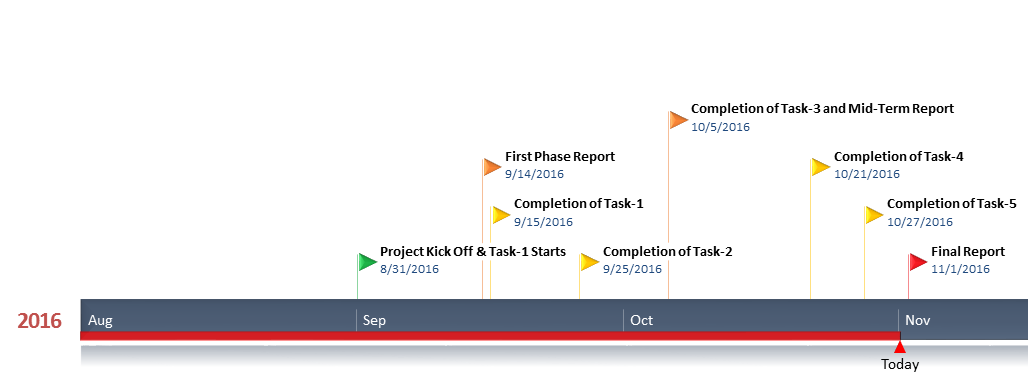 Completion of Task-3 and Mid-Term Report
10/5/2016
First Phase Report
9/14/2016
Completion of Task-4
10/21/2016
Completion of Task-1
9/15/2016
Completion of Task-5
10/27/2016
Project Kick Off & Task-1 Starts
8/31/2016
Completion of Task-2
9/25/2016
Final Report
11/1/2016
2016
Aug
Sep
Oct
Nov
Today